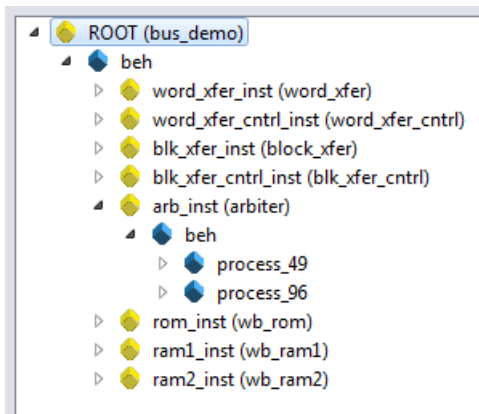 ROOT (bus_demo)
beh
word_xfer_inst (word_xfer)
word_xfer_cntrl_inst (word_xfer_cntrl)
blk_xfer_inst (block_xfer)
blk_xfer_cntrl_inst (blk_xfer_cntrl)
arb_inst (arbiter)
beh
process_49
process_96
rom_inst (wb_rom)
ram1_inst (wb_ram1)
ram2_inst (wb_ram2)